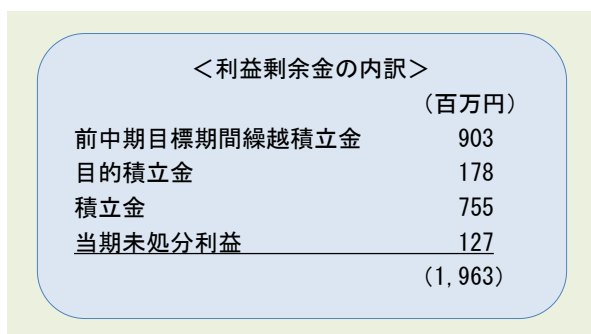 ＜利益剰余金の内訳＞
（百万円）
前中期目標期間繰越積立金 903
目的積立金 178
積立金 755
当期未処分利益 127
（1,963）